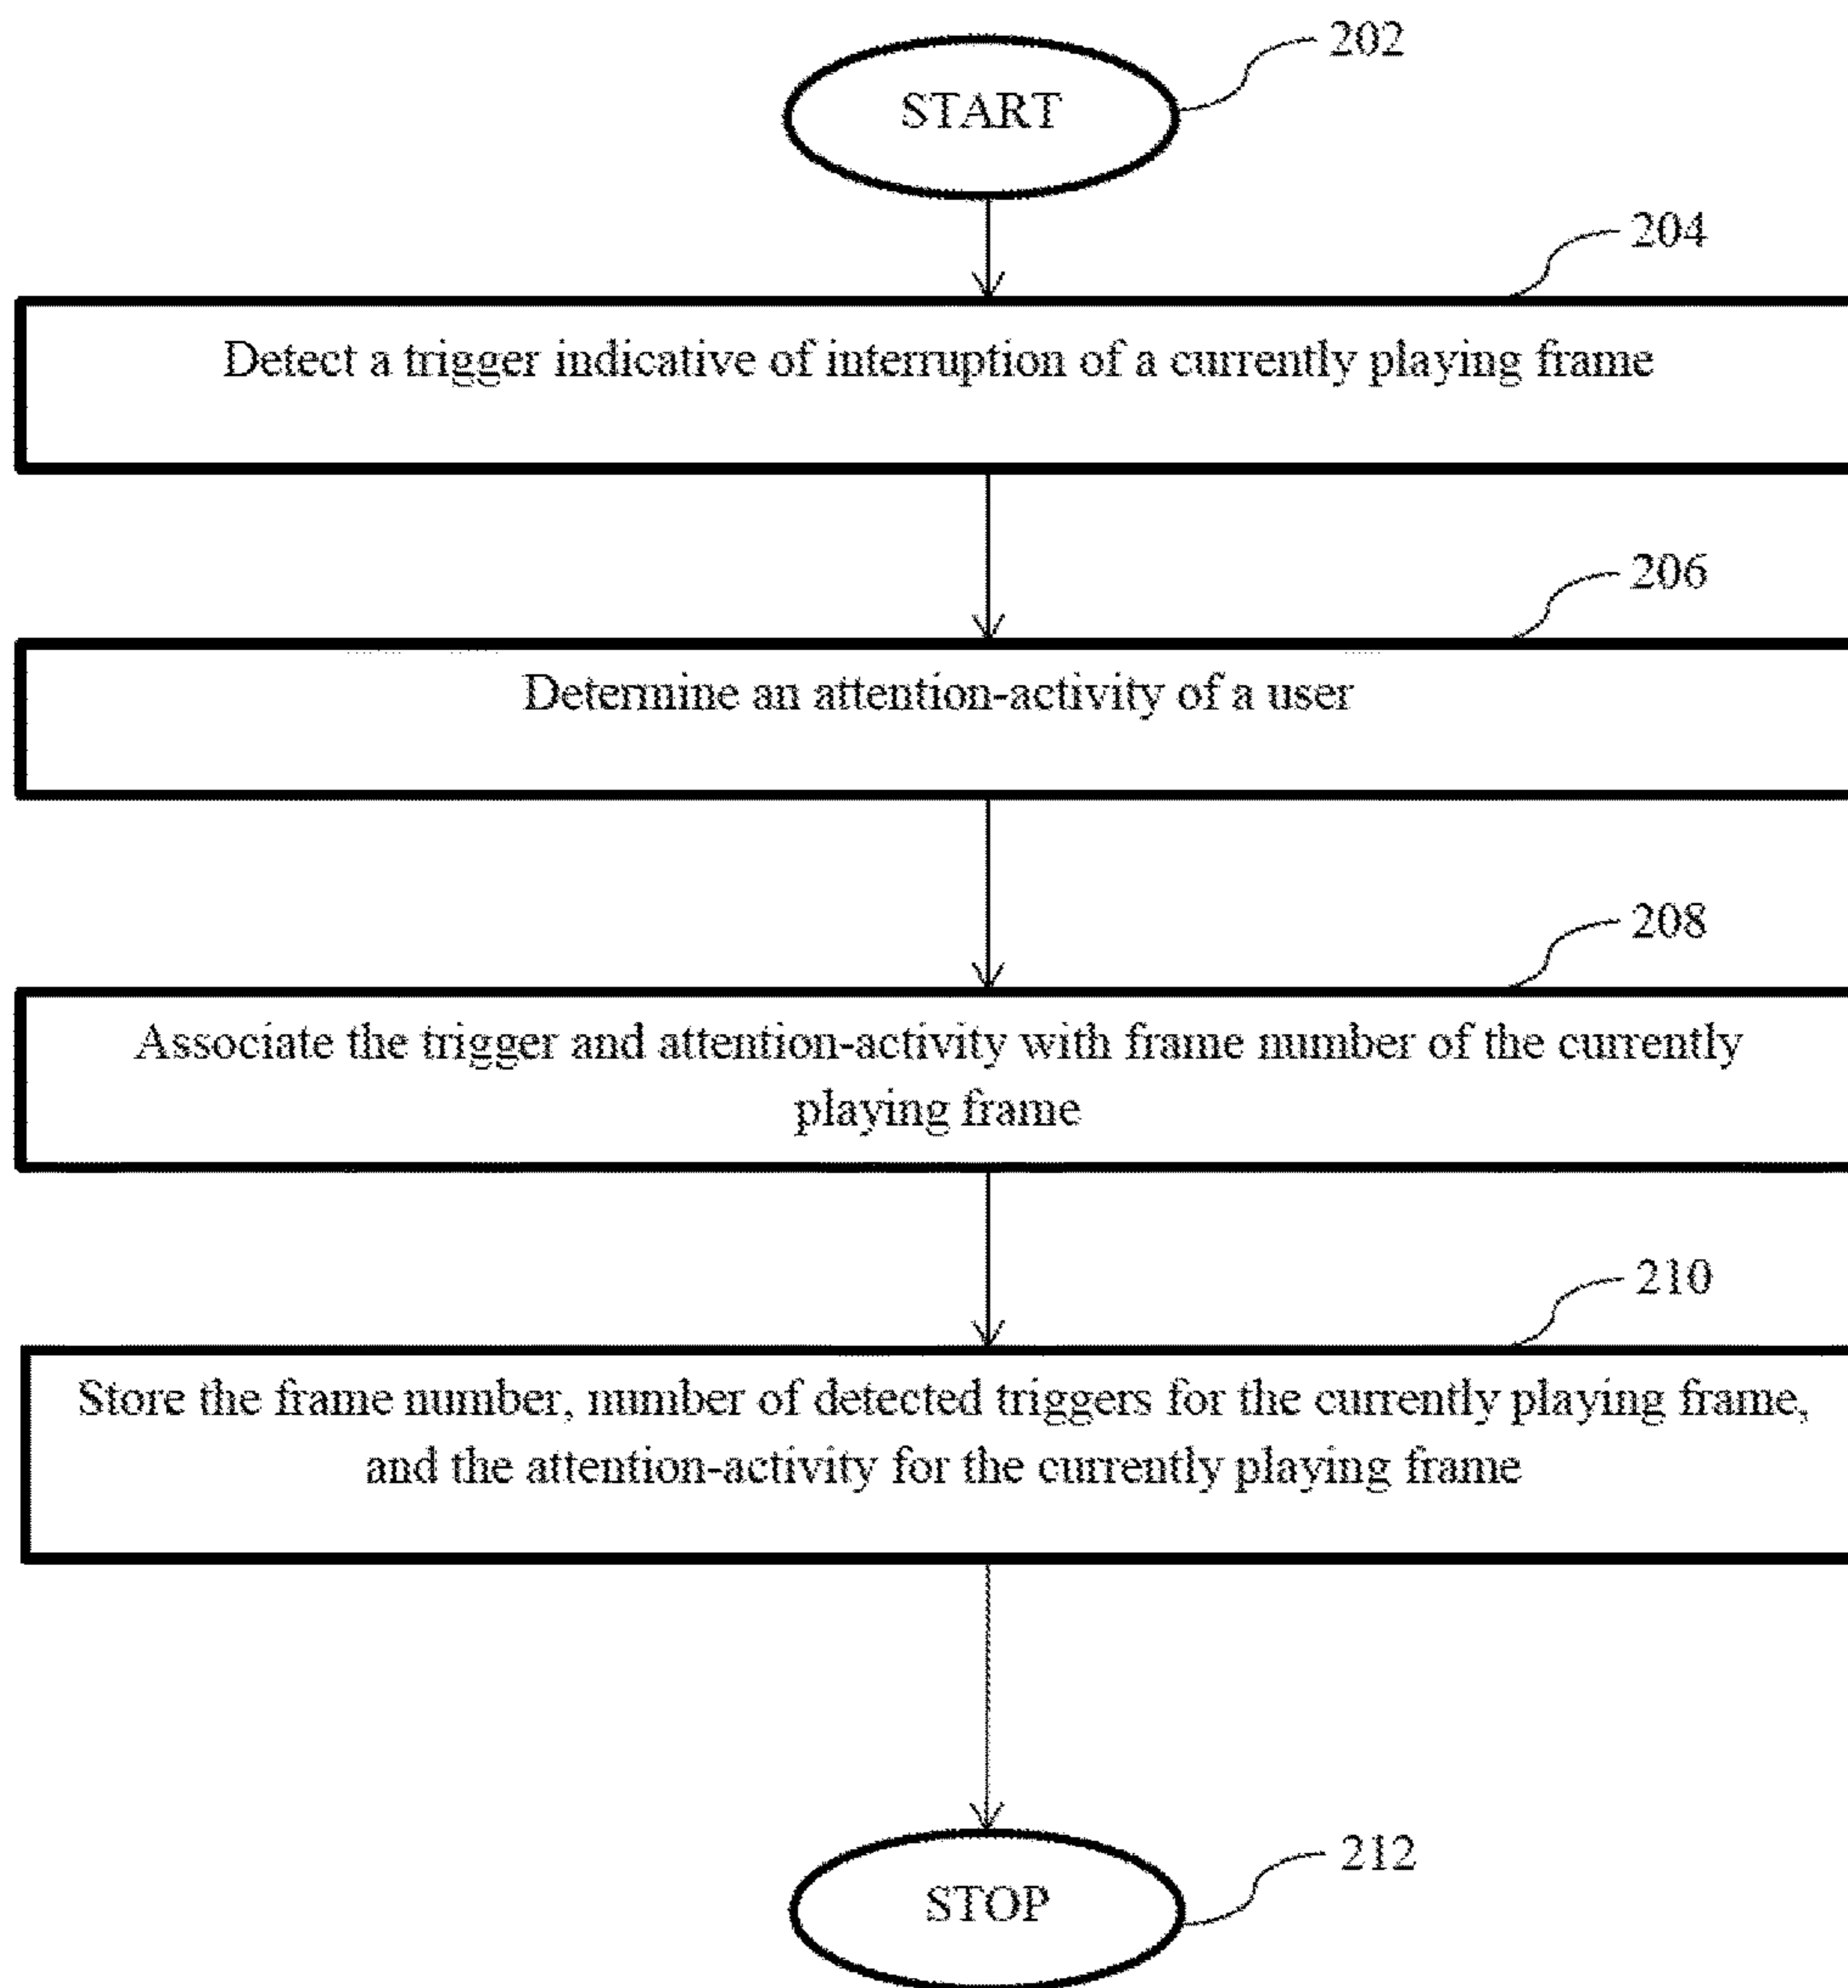 202
START
204
Detect a trigger indicative of interruption of a currently playing frame
206
Determine an attention-activity of a user
208
Associate the trigger and attention-activity with frame number of the currently
playing frame
210
Store the frame number, number of detected triggers for the currently playing frame,
and the attention-activity for the currently playing frame
212
STOP